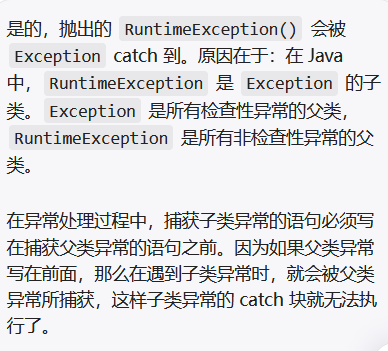 是的，抛出的 RuntimeException() 会被
Exception catch 到。原因在于：在 Java
中， RuntimeException 是 Exception 的子
类。 Exception 是所有检查性异常的父类，
RuntimeException 是所有非检查性异常的父
类。
在异常处理过程中，捕获子类异常的语句必须写
在捕获父类异常的语句之前。因为如果父类异常
写在前面，那么在遇到子类异常时，就会被父类
异常所捕获，这样子类异常的 catch 块就无法执
行了。